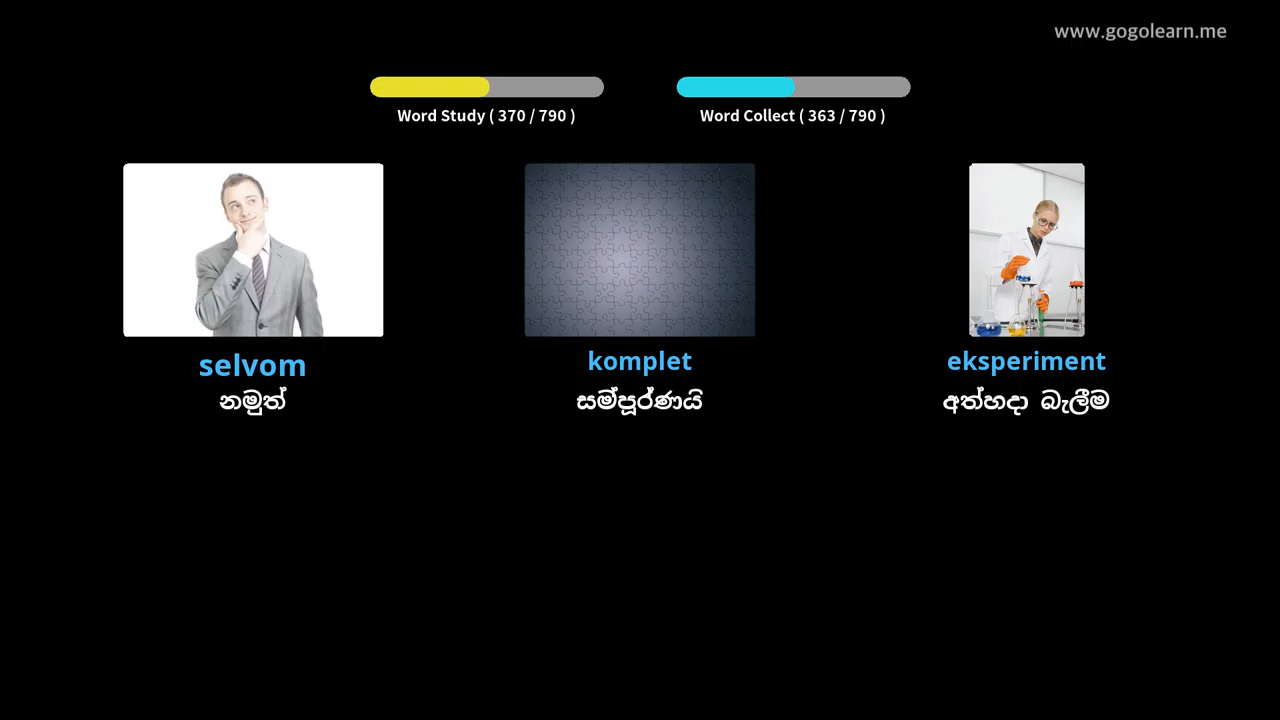 www.gogolearn.me
Word Study ( 370 / 790 )
Word Collect ( 363 / 790 )
selvom
නමුත්
komplet
සම්පූර්ණයි
eksperiment
අත්හදා බැලීම